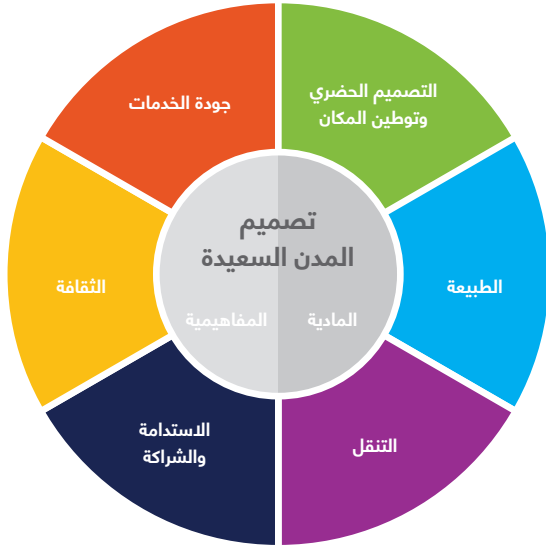 تصميم
المدن السعيدة
المادية
المفاهيمية
التصميم الحضري
وتوطين المكان
الطبيعة
التنقل
الاستدامة
والشراكة
الثقافة
جودة الخدمات